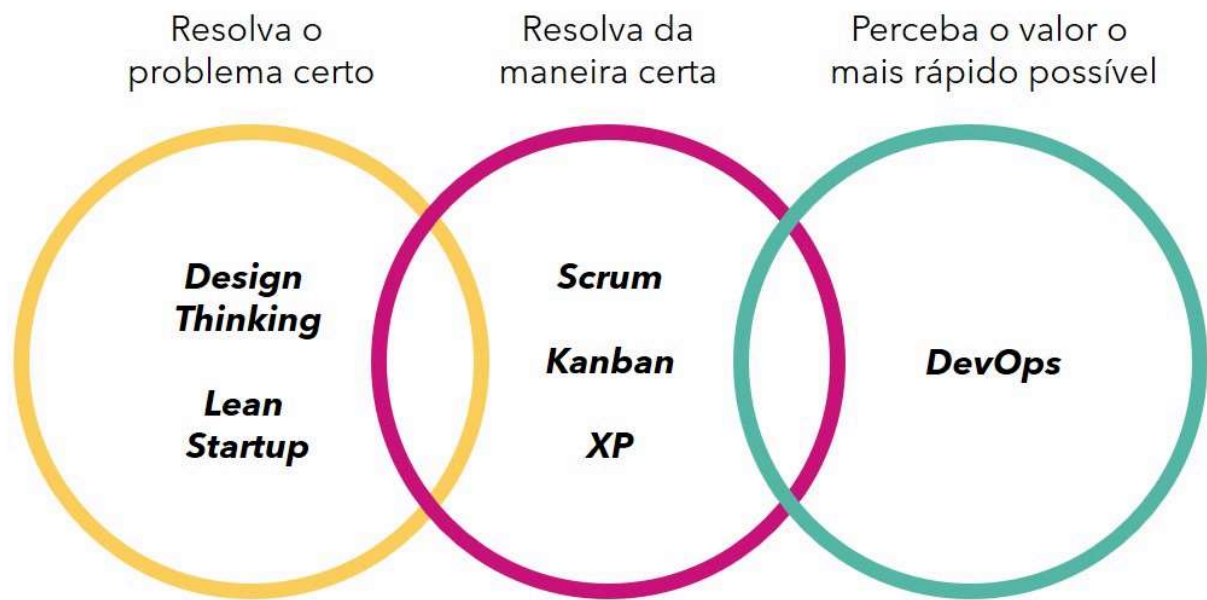 Resolva o
problema certo
Resolva da
maneira certa
Perceba o valor o
mais rápido possível
Design
Thinking
Lean
Startup
Scrum
Kanban
XP
DevOps